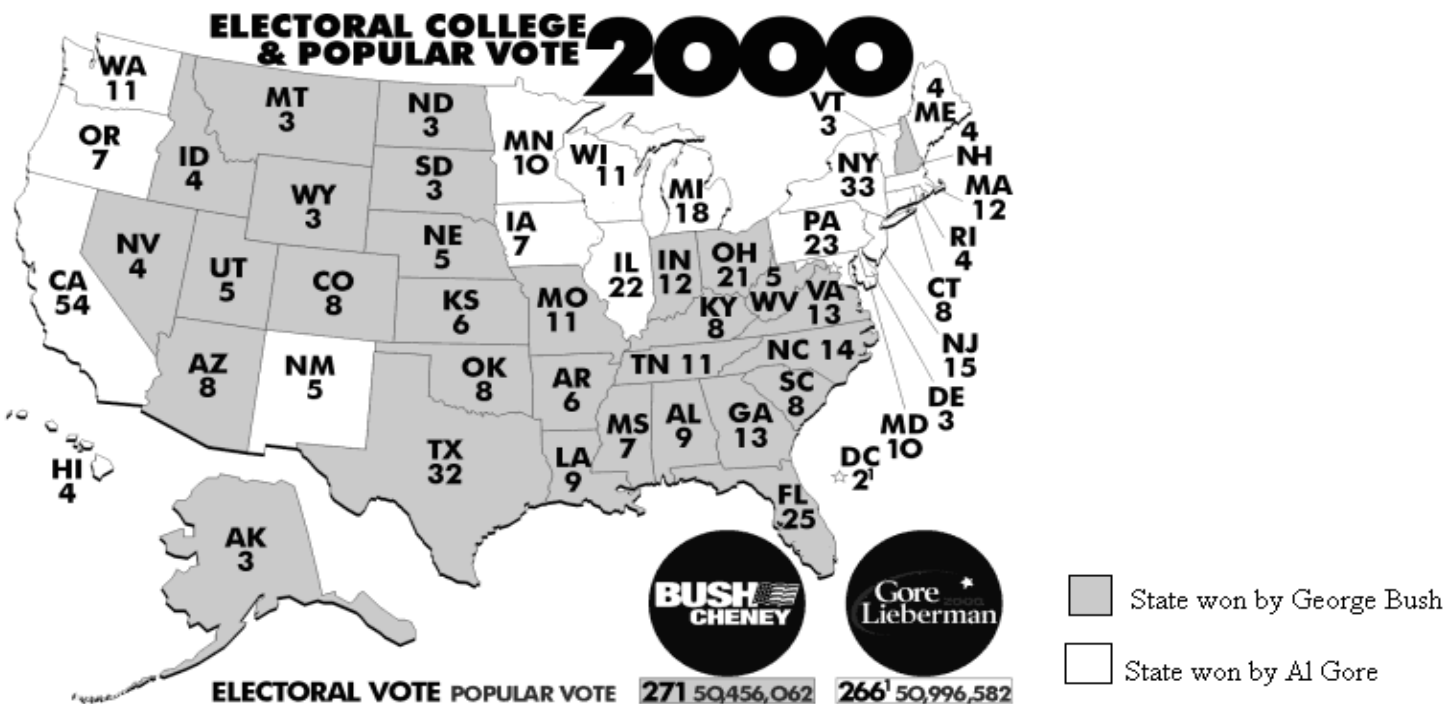 ELECTORAL COLLEGE
& POPULAR VOTE
2000
WA
11
OR
7
CA
54
NV
4
ID
4
MT
3
WY
3
UT
5
AZ
8
CO
8
NM
5
ND
3
SD
3
NE
5
KS
6
OK
8
TX
32
MN
10
IA
7
MO
11
AR
6
LA
9
WI
11
IL
22
MI
18
IN
12
OH
21
KY
8
TN 11
MS
7
AL
9
GA
13
FL
25
SC
8
NC 14
VA
13
5
WV
PA
23
NY
33
VT
3
4
ME
4
NH
MA
12
RI
4
CT
8
NJ
15
DE
3
MD
10
DC
2¹
HI
4
AK
3
BUSH
CHENEY
Gore
2000
Lieberman
State won by George Bush
State won by Al Gore
ELECTORAL VOTE POPULAR VOTE 271 50,456,062 266¹ 50,996,582